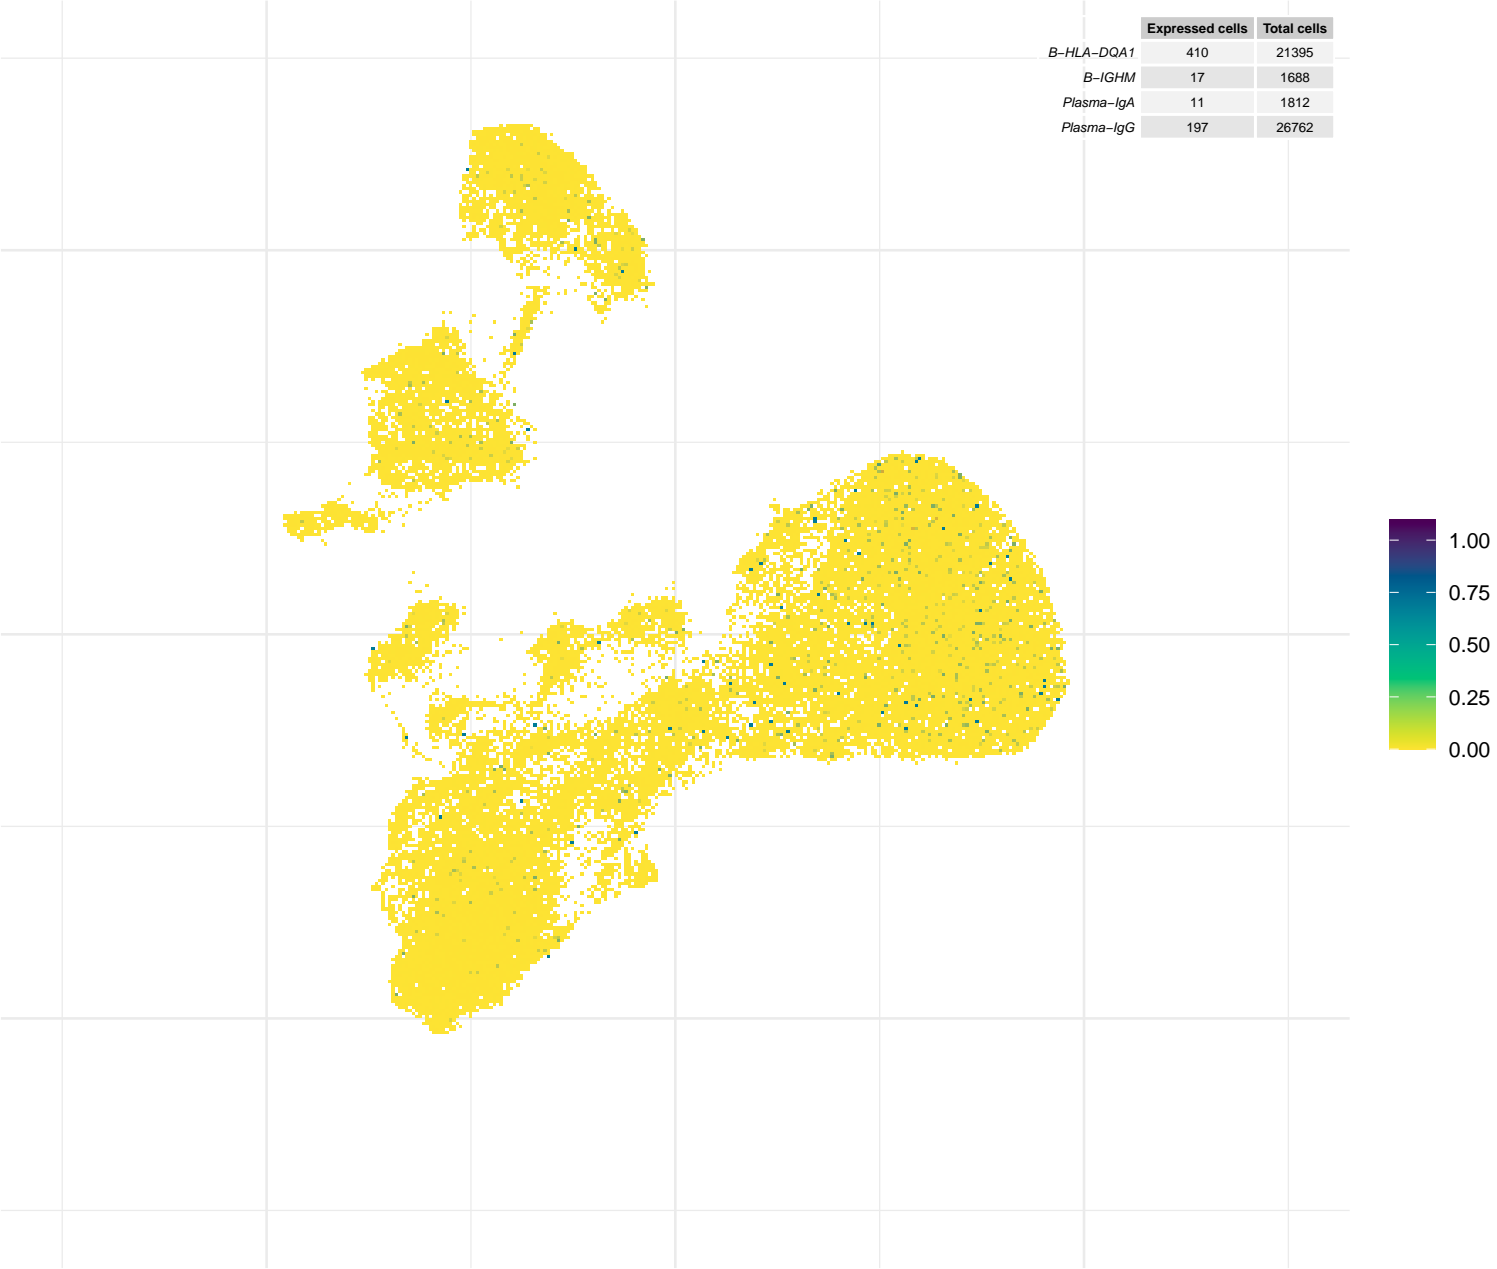 Expressed cells Total cells
B−HLA−DQA1 410 21395
B−IGHM 17 1688
Plasma−IgA 11 1812
Plasma−IgG 197 26762
1.00
0.75
0.50
0.25
0.00